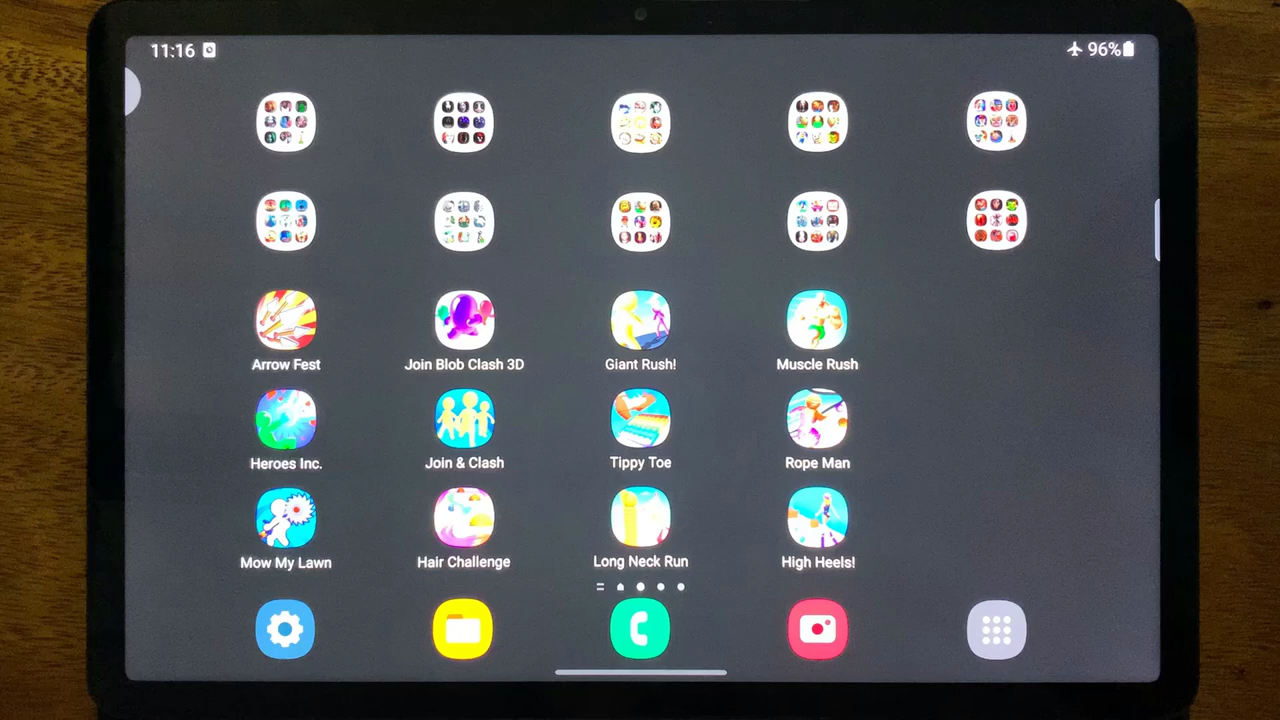 11:16
96%
Arrow Fest
Join Blob Clash 3D
Giant Rush!
Muscle Rush
Heroes Inc.
Join & Clash
Tippy Toe
Rope Man
Mow My Lawn
Hair Challenge
Long Neck Run
High Heels!